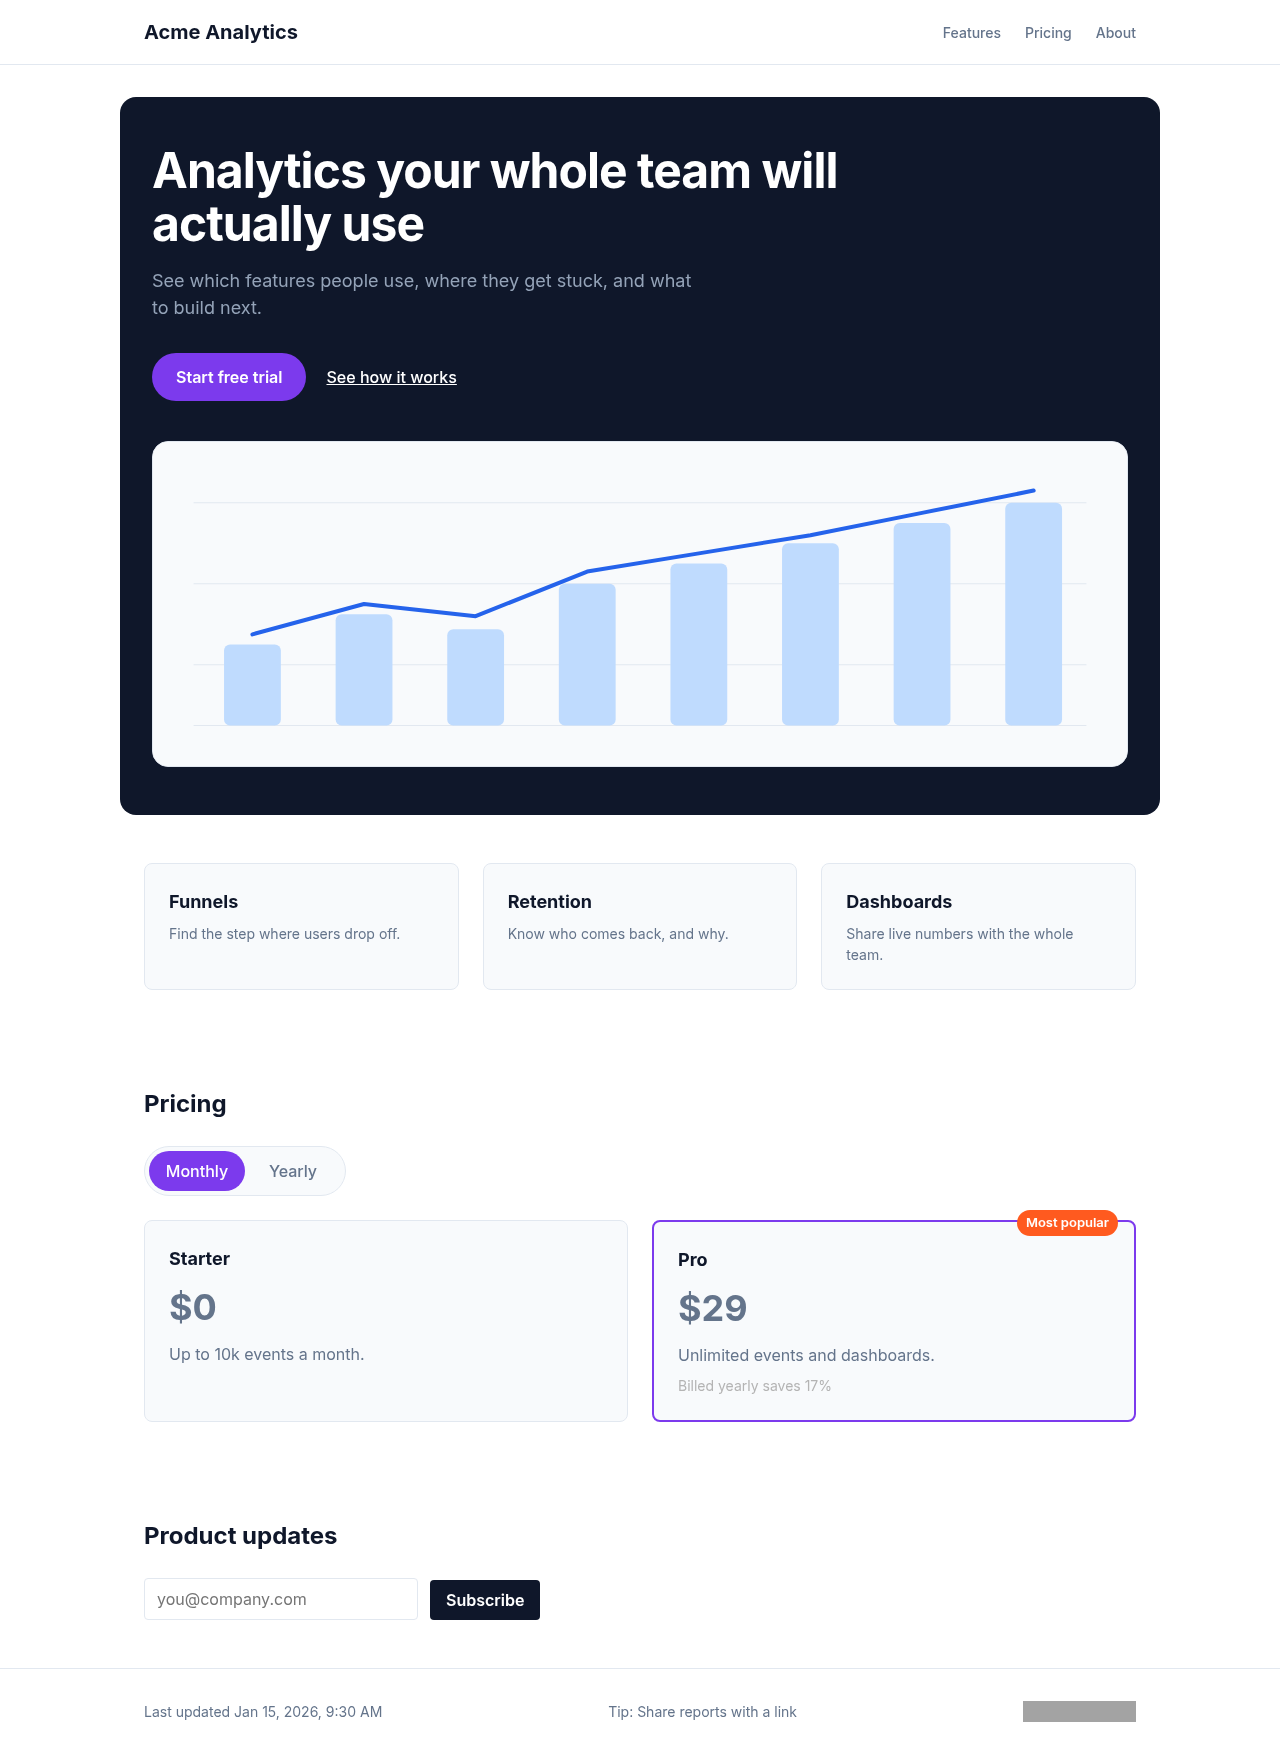 Acme Analytics
Features
Pricing
About
Analytics your whole team will
actually use
See which features people use, where they get stuck, and what
to build next.
Start free trial
See how it works
Funnels
Find the step where users drop off.
Retention
Know who comes back, and why.
Dashboards
Share live numbers with the whole
team.
Pricing
Monthly
Yearly
Starter
$0
Up to 10k events a month.
Most popular
Pro
$29
Unlimited events and dashboards.
Billed yearly saves 17%
Product updates
you@company.com
Subscribe
Last updated Jan 15, 2026, 9:30 AM
Tip: Share reports with a link